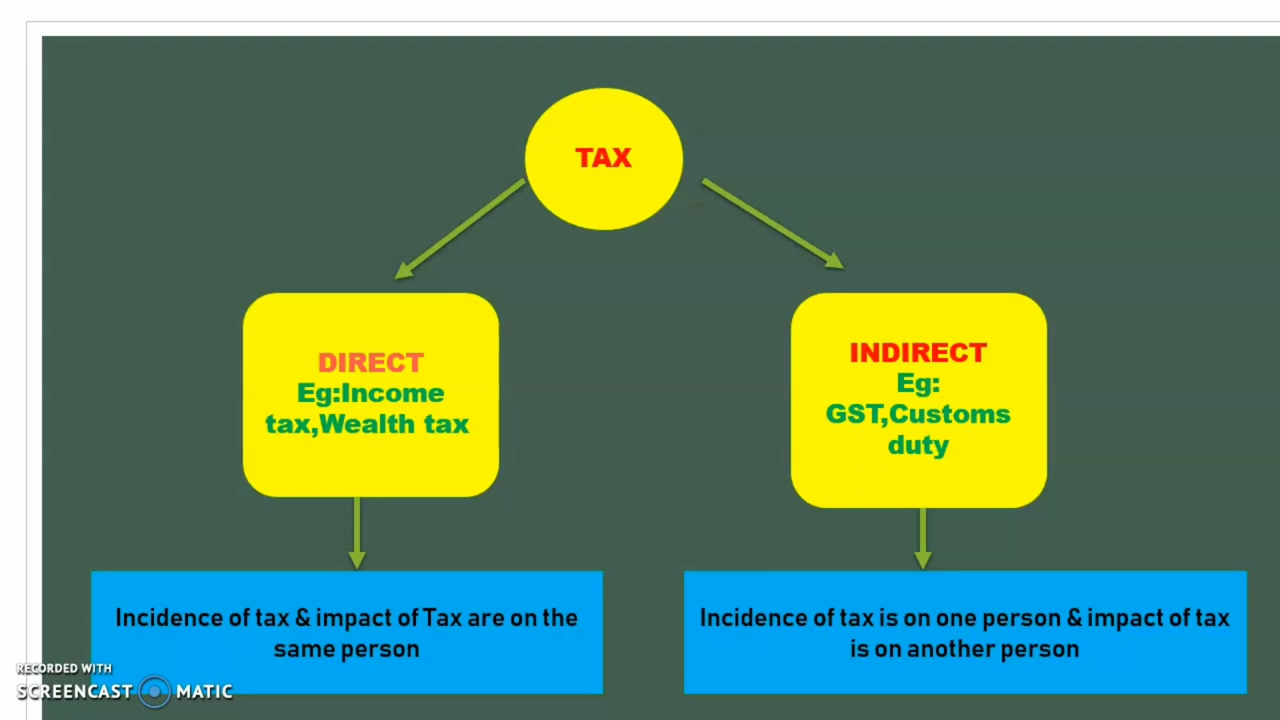 TAX
DIRECT
Eg:Income
tax,Wealth tax
INDIRECT
Eg:
GST,Customs
duty
Incidence of tax & impact of Tax are on the
same person
Incidence of tax is on one person & impact of tax
is on another person
RECORDED WITH
SCREENCAST MATIC